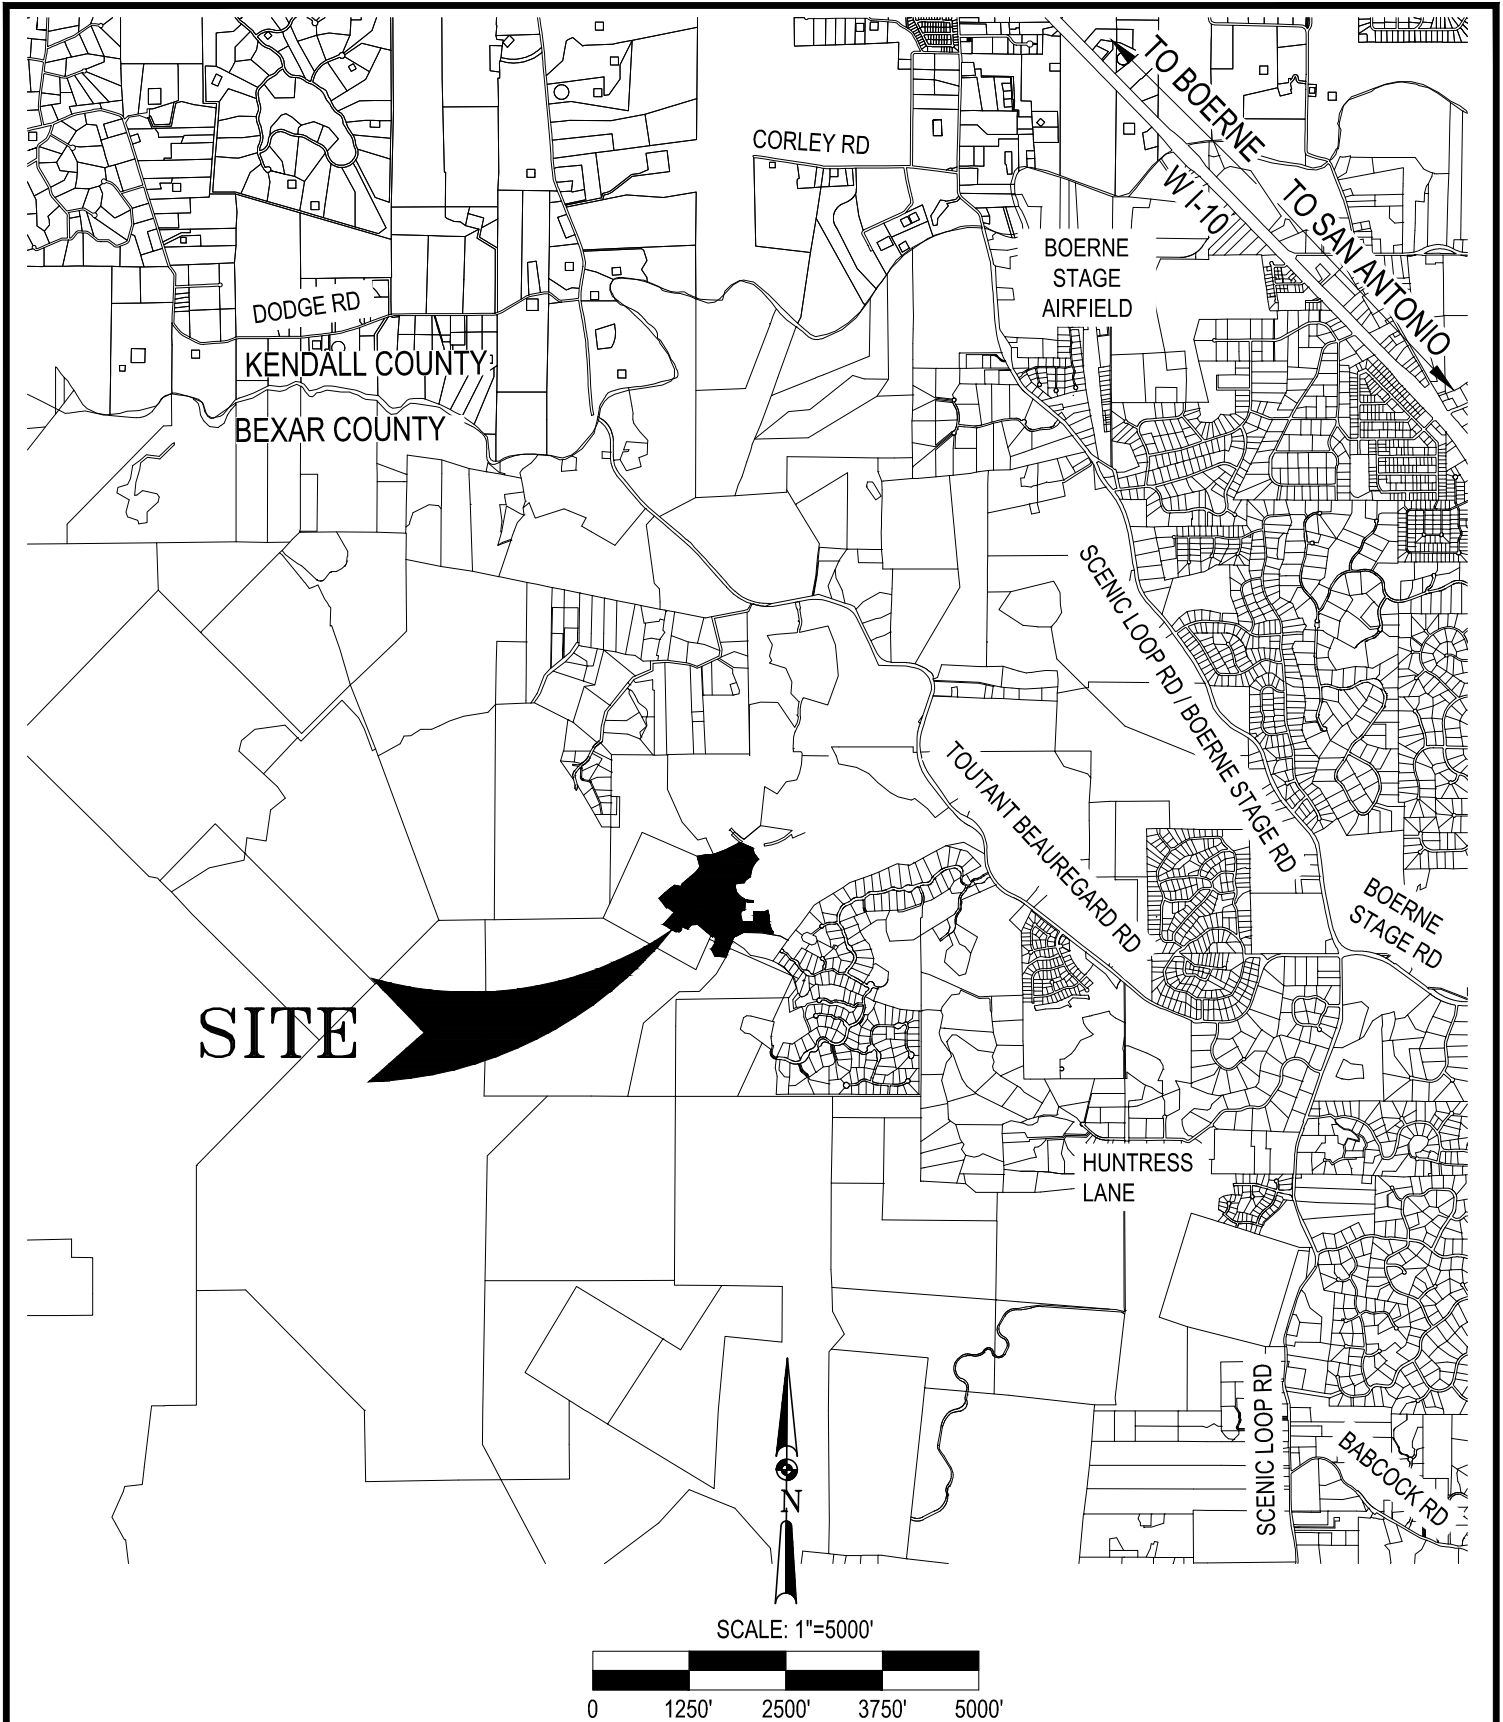 TO BOERNE
CORLEY RD
W I-10
TO SAN ANTONIO
BOERNE
STAGE
AIRFIELD
DODGE RD
KENDALL COUNTY
BEXAR COUNTY
SCENIC LOOP RD / BOERNE STAGE RD
TOUTANT BEAUREGARD RD
BOERNE
STAGE RD
SITE
HUNTRESS
LANE
SCENIC LOOP RD
BABCOCK RD
N
SCALE: 1"=5000'
0 1250' 2500' 3750' 5000'